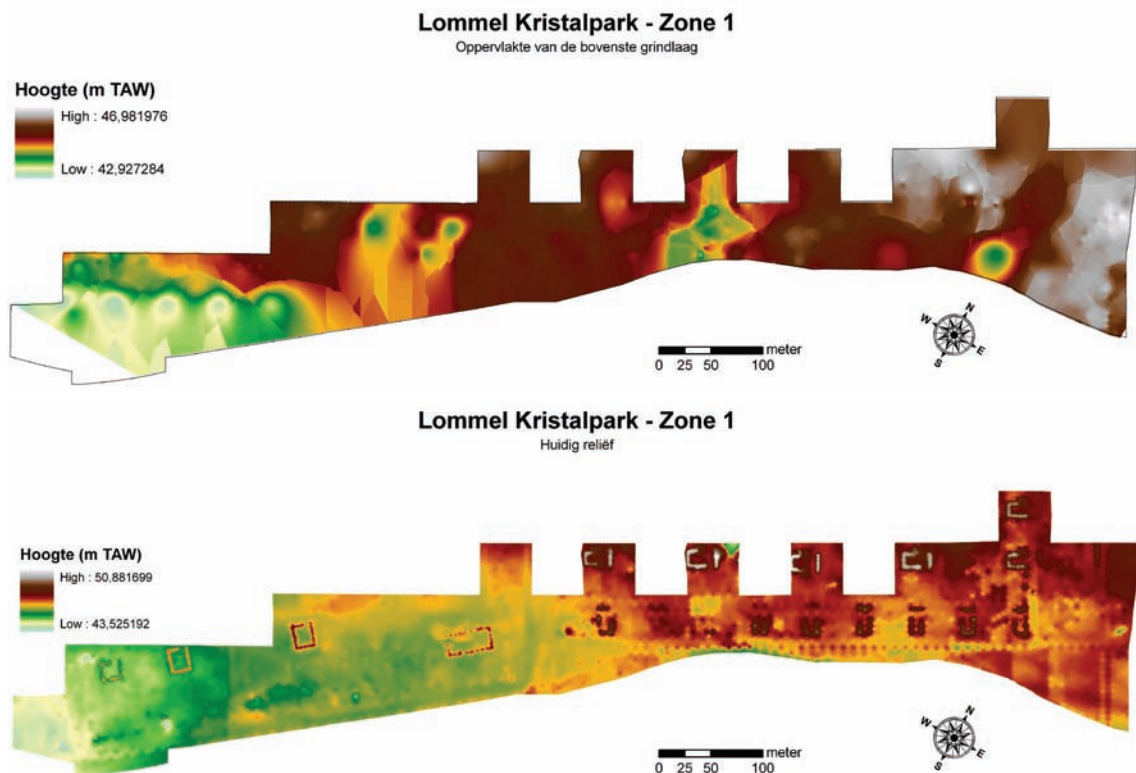 Lommel Kristalpark - Zone 1
Oppervlakte van de bovenste grindlaag
Hoogte (m TAW)
High : 46,981976
Low : 42,927284
N
W
E
S
meter
0 25 50 100
Lommel Kristalpark - Zone 1
Huidig reliëf
Hoogte (m TAW)
High : 50,881699
Low : 43,525192
N
W
E
S
meter
0 25 50 100